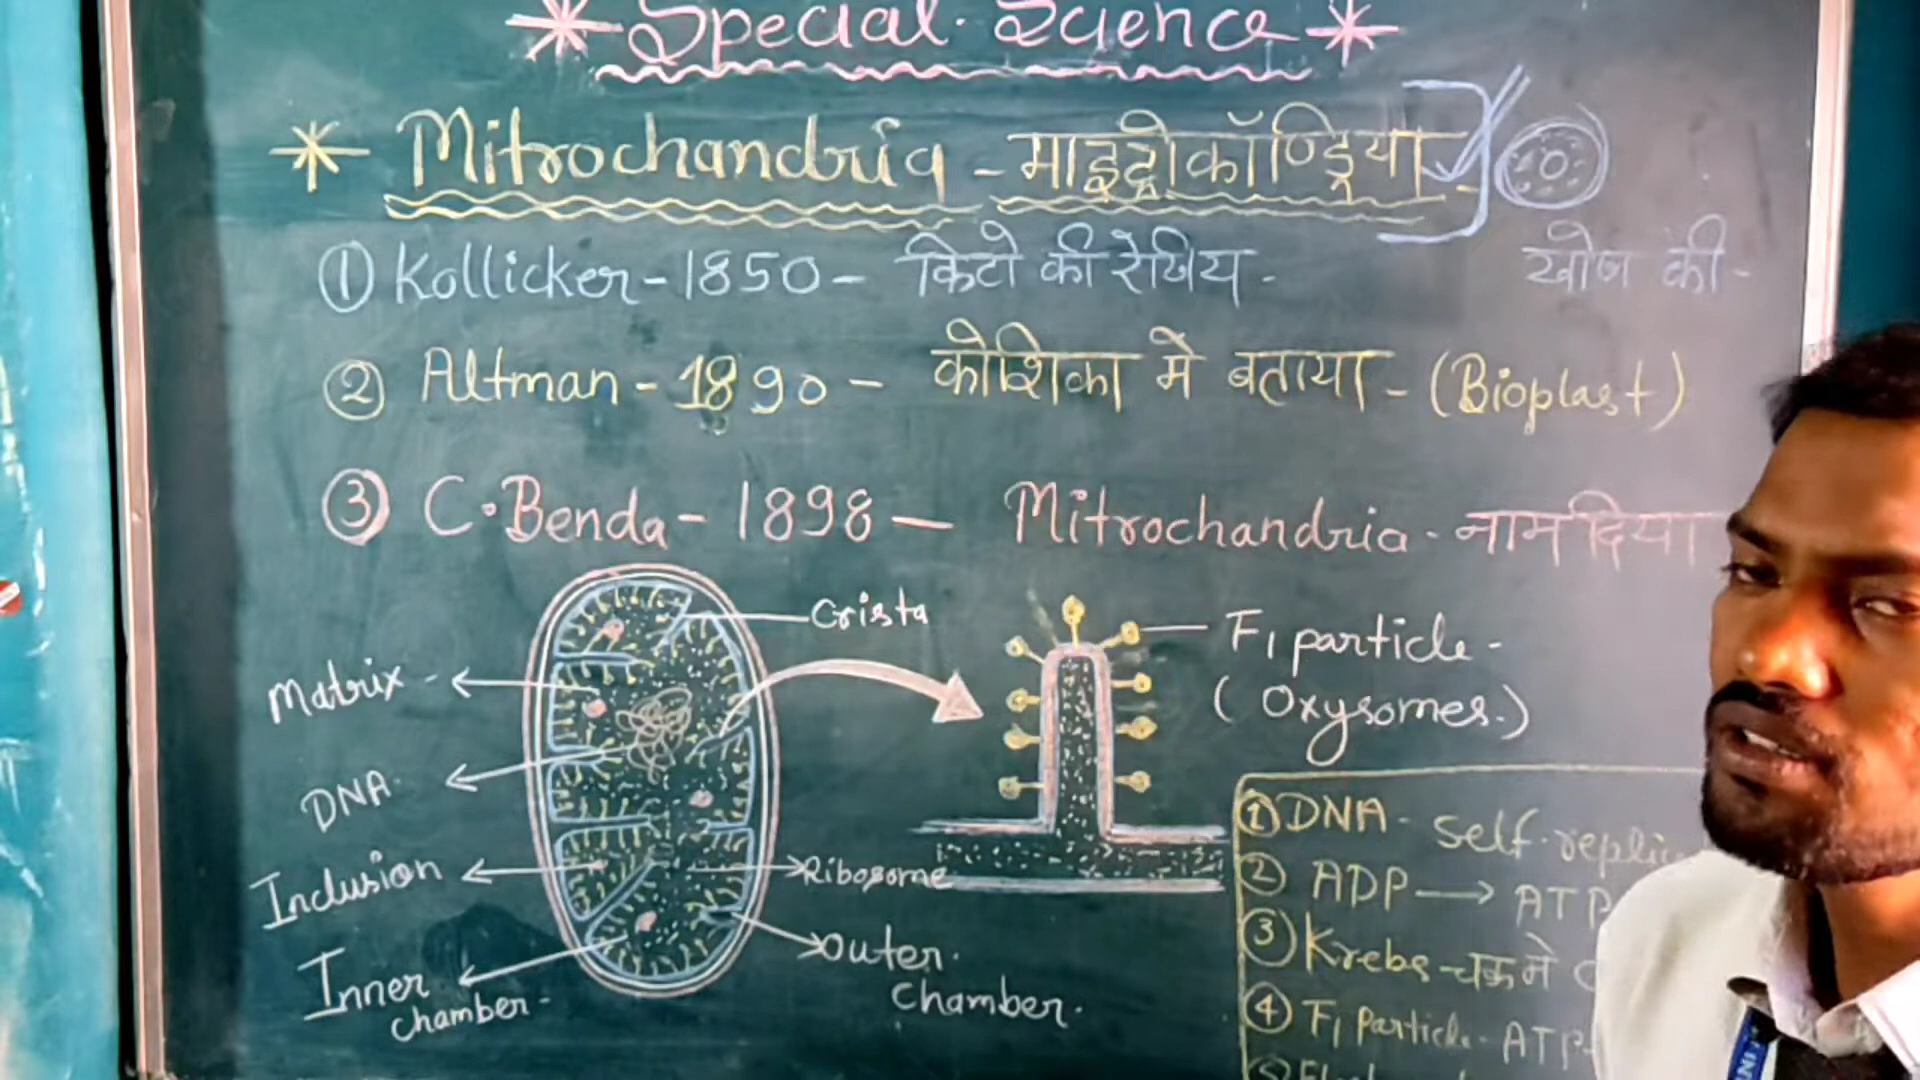 * Special. Science *
* Mitrochandria - माइट्रोकॉण्ड्रिया -
① Kollicker - 1850 - किटो की रेखिय - खोज की -
② Altman - 1890 - कोशिका मे बताया - (Bioplast)
③ C. Benda - 1898 - Mitrochandria - नाम दिया
Crista
Matrix
DNA
Inclusion
Inner chamber -
Ribosome
outer. chamber.
F₁ particle -
(Oxysomes.)
① DNA - Self-replic
② ADP → ATP
③ Krebs - चक्र मे
④ F₁ Particle - ATP -
⑤